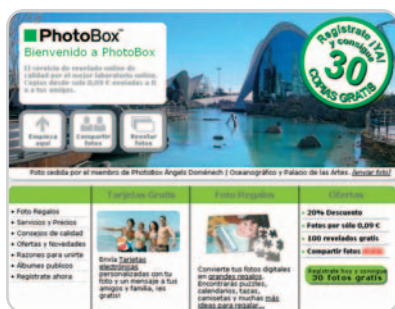 PhotoBox™
Bienvenido a PhotoBox
El servicio de revelado online de
calidad por el mejor laboratorio online.
Copias desde sólo 0,09 € reveladas a ti
o a tus amigos.
Empieza
aquí
Compartir
fotos
Revelar
fotos
Regístrate ¡YA!
y consigue
30
COPIAS GRATIS
Foto cedida por el miembro de PhotoBox Àngels Domènech | Oceanográfico y Palacio de las Artes. [enviar foto]
• Foto Regalos
• Servicios y Precios
• Consejos de calidad
• Ofertas y Novedades
• Razones para unirte
• Álbumes publicos
• Regístrate ahora
Tarjetas Gratis
Envía Tarjetas
electrónicas
personalizadas con tu
foto y un mensaje a tus
amigos y familia, ¡es
gratis!
Foto Regalos
Convierte tus fotos digitales
en grandes regalos.
Encontrarás puzzles,
calendarios, tazas,
camisetas y muchas más
ideas para regalar...
Ofertas
• 20% Descuento
• Fotos por sólo 0,09 €
• 100 revelados gratis
• Compartir fotos
Regístrate hoy y consigue
30 fotos gratis